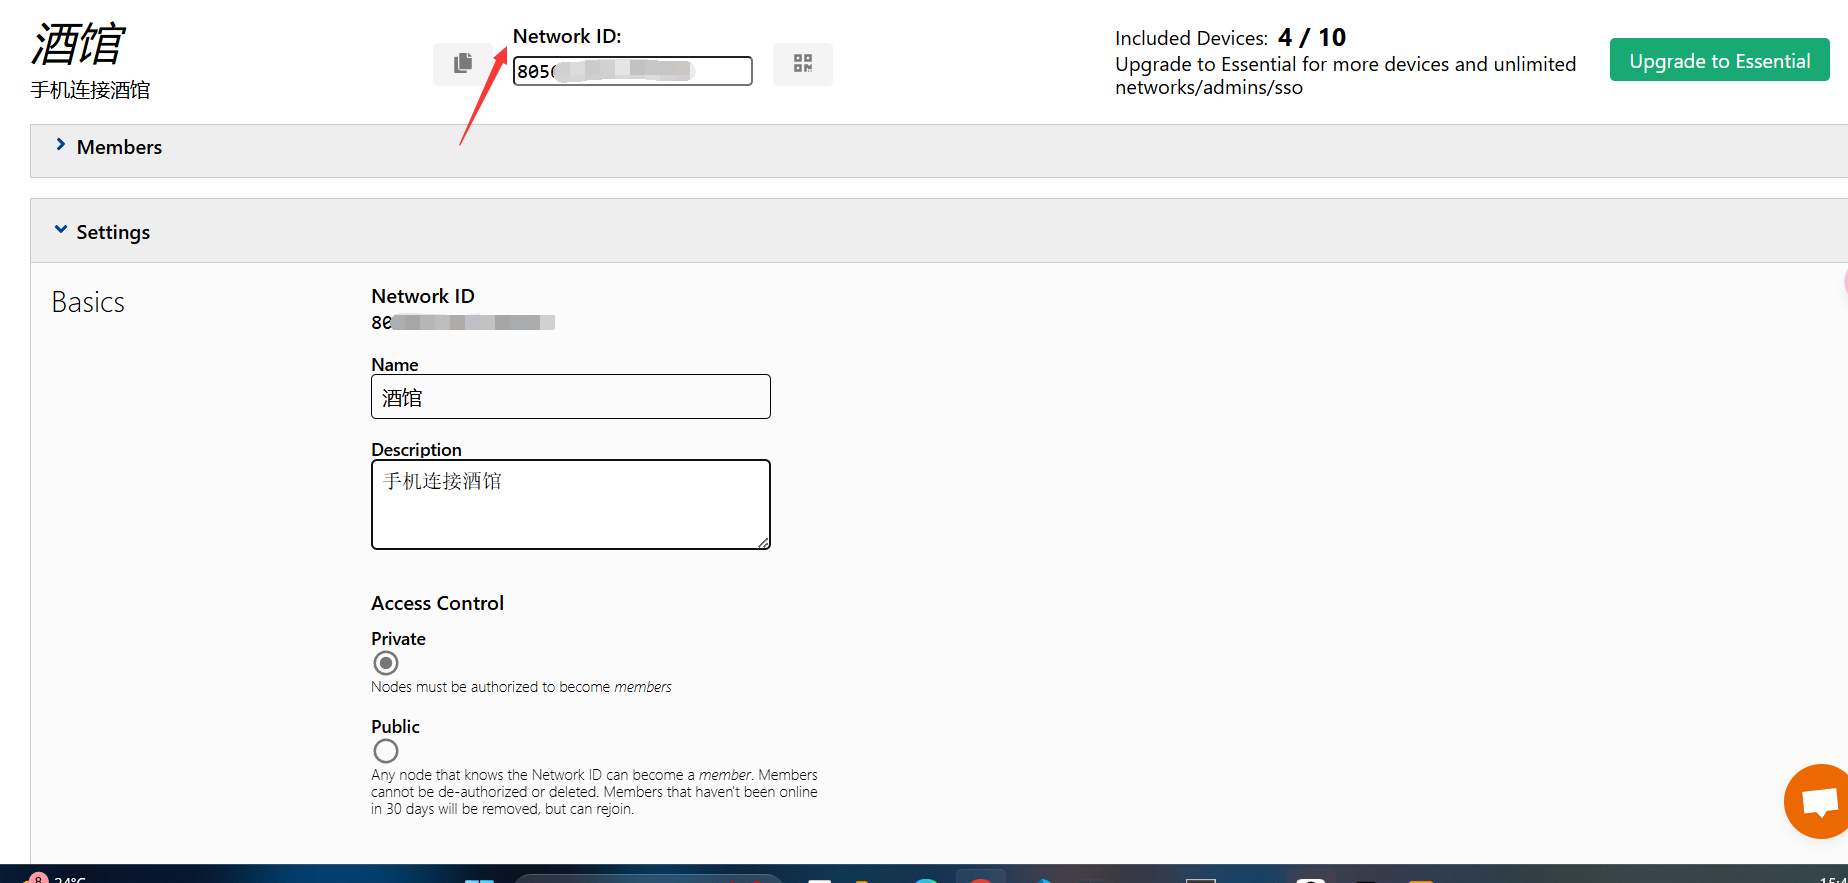 酒馆
手机连接酒馆
Network ID:
805
Included Devices: 4 / 10
Upgrade to Essential for more devices and unlimited
networks/admins/sso
Upgrade to Essential
Members
Settings
Basics
Network ID
80
Name
酒馆
Description
手机连接酒馆
Access Control
Private
Nodes must be authorized to become members
Public
Any node that knows the Network ID can become a member. Members
cannot be de-authorized or deleted. Members that haven't been online
in 30 days will be removed, but can rejoin.
8